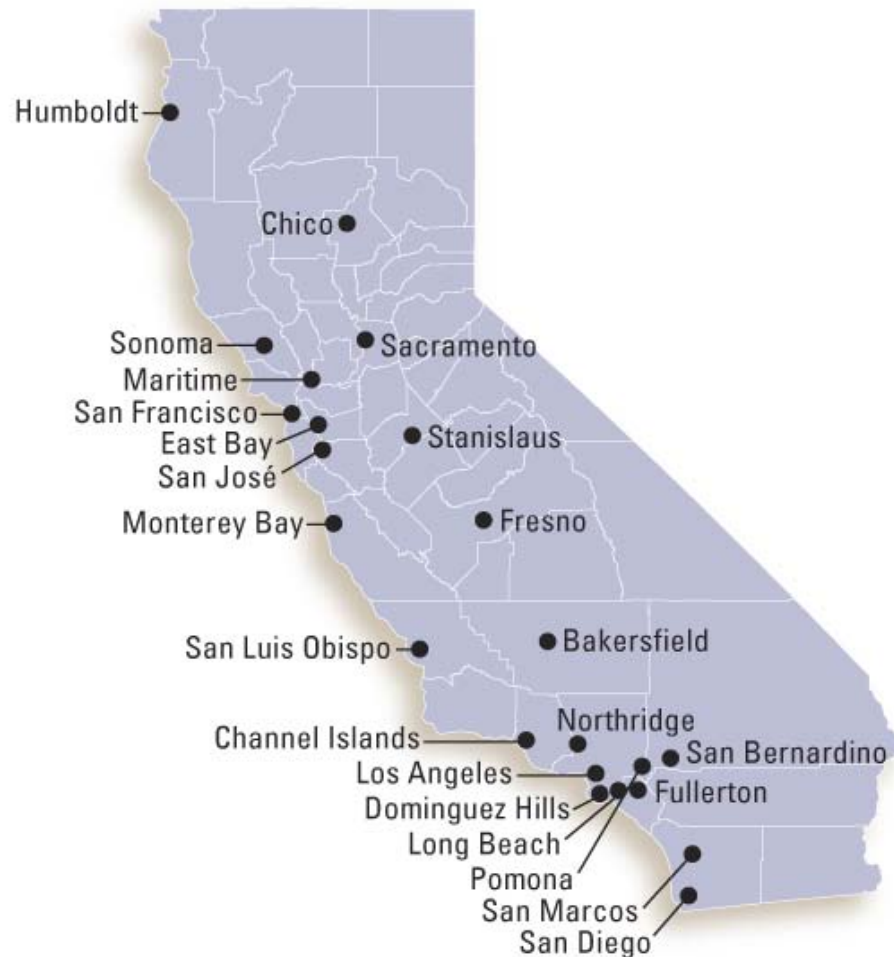 Humboldt
Chico
Sonoma
Sacramento
Maritime
San Francisco
East Bay
Stanislaus
San José
Monterey Bay
Fresno
San Luis Obispo
Bakersfield
Channel Islands
Northridge
San Bernardino
Los Angeles
Fullerton
Dominguez Hills
Long Beach
Pomona
San Marcos
San Diego